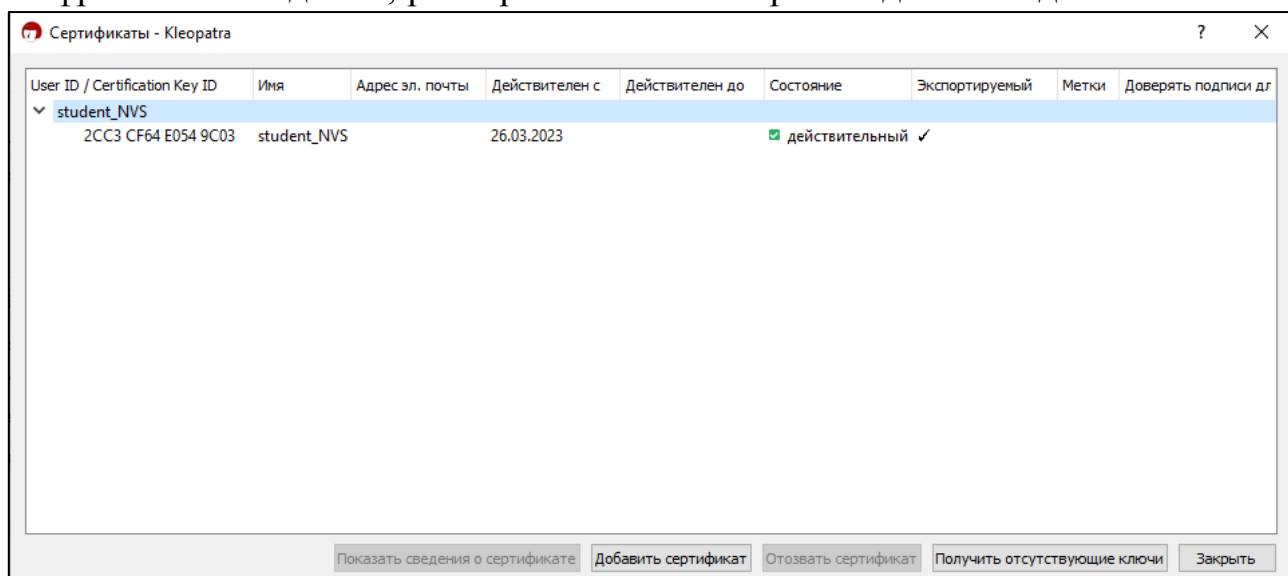 Сертификаты - Kleopatra ? ×
User ID / Certification Key ID Имя Адрес эл. почты Действителен с Действителен до Состояние Экспортируемый Метки Доверять подписи дл
student_NVS
2CC3 CF64 E054 9C03 student_NVS 26.03.2023 действительный ✓
Показать сведения о сертификате Добавить сертификат Отозвать сертификат Получить отсутствующие ключи Закрыть